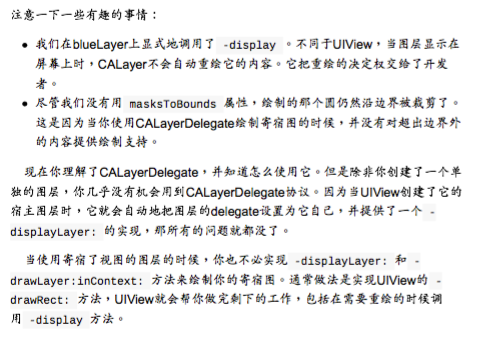 注意一下一些有趣的事情：
• 我们在blueLayer上显式地调用了 -display 。不同于UIView，当图层显示在
屏幕上时，CALayer不会自动重绘它的内容。它把重绘的决定权交给了开发
者。
• 尽管我们没有用 masksToBounds 属性，绘制的那个圆仍然沿边界被裁剪了。
这是因为当你使用CALayerDelegate绘制寄宿图的时候，并没有对超出边界外
的内容提供绘制支持。
现在你理解了CALayerDelegate，并知道怎么使用它。但是除非你创建了一个单
独的图层，你几乎没有机会用到CALayerDelegate协议。因为当UIView创建了它的
宿主图层时，它就会自动地把图层的delegate设置为它自己，并提供了一个 -
displayLayer: 的实现，那所有的问题就都没了。
当使用寄宿了视图的图层的时候，你也不必实现 -displayLayer: 和 -
drawLayer:inContext: 方法来绘制你的寄宿图。通常做法是实现UIView的 -
drawRect: 方法，UIView就会帮你做完剩下的工作，包括在需要重绘的时候调
用 -display 方法。